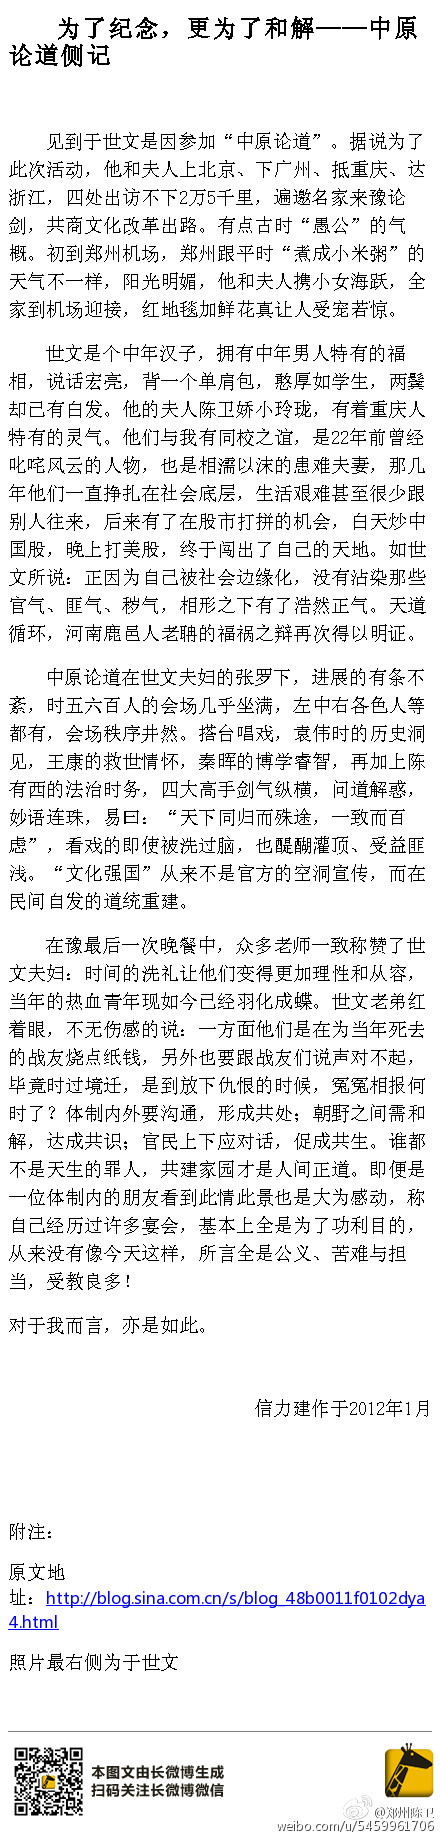 为了纪念，更为了和解——中原
论道侧记
见到于世文是因参加“中原论道”。据说为了
此次活动，他和夫人上北京、下广州、抵重庆、达
浙江，四处出访不下2万5千里，遍邀名家来豫论
剑，共商文化改革出路。有点古时“愚公”的气
概。初到郑州机场，郑州跟平时“煮成小米粥”的
天气不一样，阳光明媚，他和夫人携小女海跃，全
家到机场迎接，红地毯加鲜花真让人受宠若惊。
世文是个中年汉子，拥有中年男人特有的福
相，说话宏亮，背一个单肩包，憨厚如学生，两鬓
却己有白发。他的夫人陈卫娇小玲珑，有着重庆人
特有的灵气。他们与我有同校之谊，是22年前曾经
叱咤风云的人物，也是相濡以沫的患难夫妻，那几
年他们一直挣扎在社会底层，生活艰难甚至很少跟
别人往来，后来有了在股市打拼的机会，白天炒中
国股，晚上打美股，终于闯出了自己的天地。如世
文所说：正因为自己被社会边缘化，没有沾染那些
官气、匪气、秽气，相形之下有了浩然正气。天道
循环，河南鹿邑人老聃的福祸之辩再次得以明证。
中原论道在世文夫妇的张罗下，进展的有条不
紊，时五六百人的会场几乎坐满，左中右各色人等
都有，会场秩序井然。搭台唱戏，袁伟时的历史洞
见，王康的救世情怀，秦晖的博学睿智，再加上陈
有西的法治时务，四大高手剑气纵横，问道解惑，
妙语连珠，易曰：“天下同归而殊途，一致而百
虑”，看戏的即使被洗过脑，也醍醐灌顶、受益匪
浅。“文化强国”从来不是官方的空洞宣传，而在
民间自发的道统重建。
在豫最后一次晚餐中，众多老师一致称赞了世
文夫妇：时间的洗礼让他们变得更加理性和从容，
当年的热血青年现如今己经羽化成蝶。世文老弟红
着眼，不无伤感的说：一方面他们是在为当年死去
的战友烧点纸钱，另外也要跟战友们说声对不起，
毕竟时过境迁，是到放下仇恨的时候，冤冤相报何
时了？体制内外要沟通，形成共处；朝野之间需和
解，达成共识；官民上下应对话，促成共生。谁都
不是天生的罪人，共建家园才是人间正道。即便是
一位体制内的朋友看到此情此景也是大为感动，称
自己经历过许多宴会，基本上全是为了功利目的，
从来没有像今天这样，所言全是公义、苦难与担
当，受教良多！
对于我而言，亦是如此。
信力建作于2012年1月
附注：
原文地
址：http://blog.sina.com.cn/s/blog_48b0011f0102dya
4.html
照片最右侧为于世文
本图文由长微博生成
扫码关注长微博微信
@郑州陈卫
weibo.com/u/5459961706